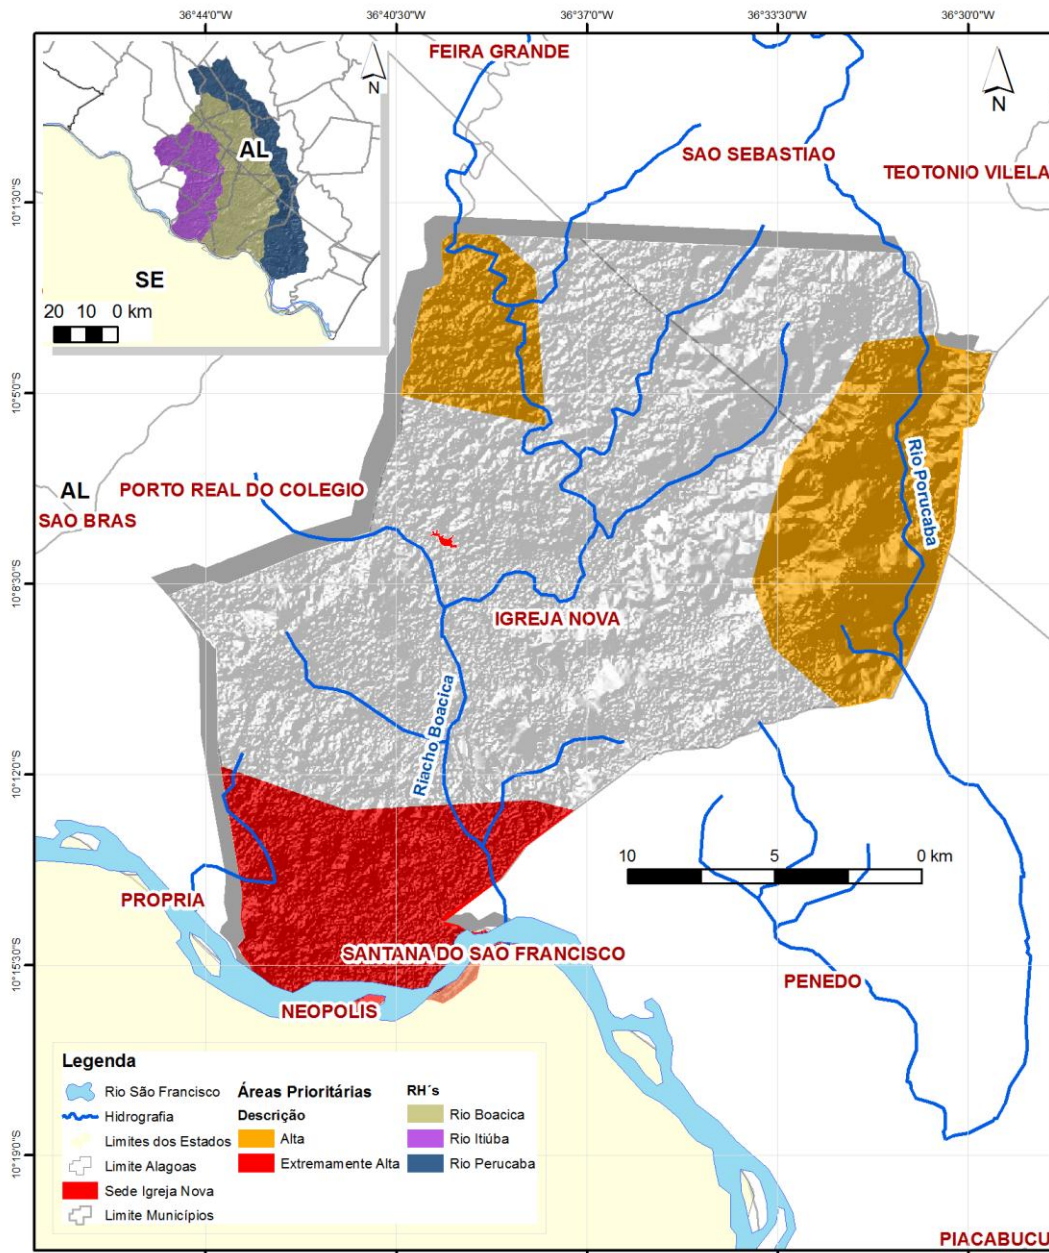 36°44'0"W 36°40'30"W 36°37'0"W 36°33'30"W 36°30'0"W
FEIRA GRANDE
N
N
SAO SEBASTIAO
AL
TEOTONIO VILELA
10°1'30"S
SE
20 10 0 km
10°5'0"S
Rio Porucaba
AL
PORTO REAL DO COLEGIO
SAO BRAS
10°8'30"S
IGREJA NOVA
Riacho Boacica
10°12'0"S
10 5 0 km
PROPRIA
SANTANA DO SAO FRANCISCO
10°15'30"S
PENEDO
NEOPOLIS
Legenda
Rio São Francisco
Hidrografia
Limites dos Estados
Limite Alagoas
Sede Igreja Nova
Limite Municípios
Áreas Prioritárias
Descrição
Alta
Extremamente Alta
RH´s
Rio Boacica
Rio Itiúba
Rio Perucaba
10°19'0"S
PIACABUCU